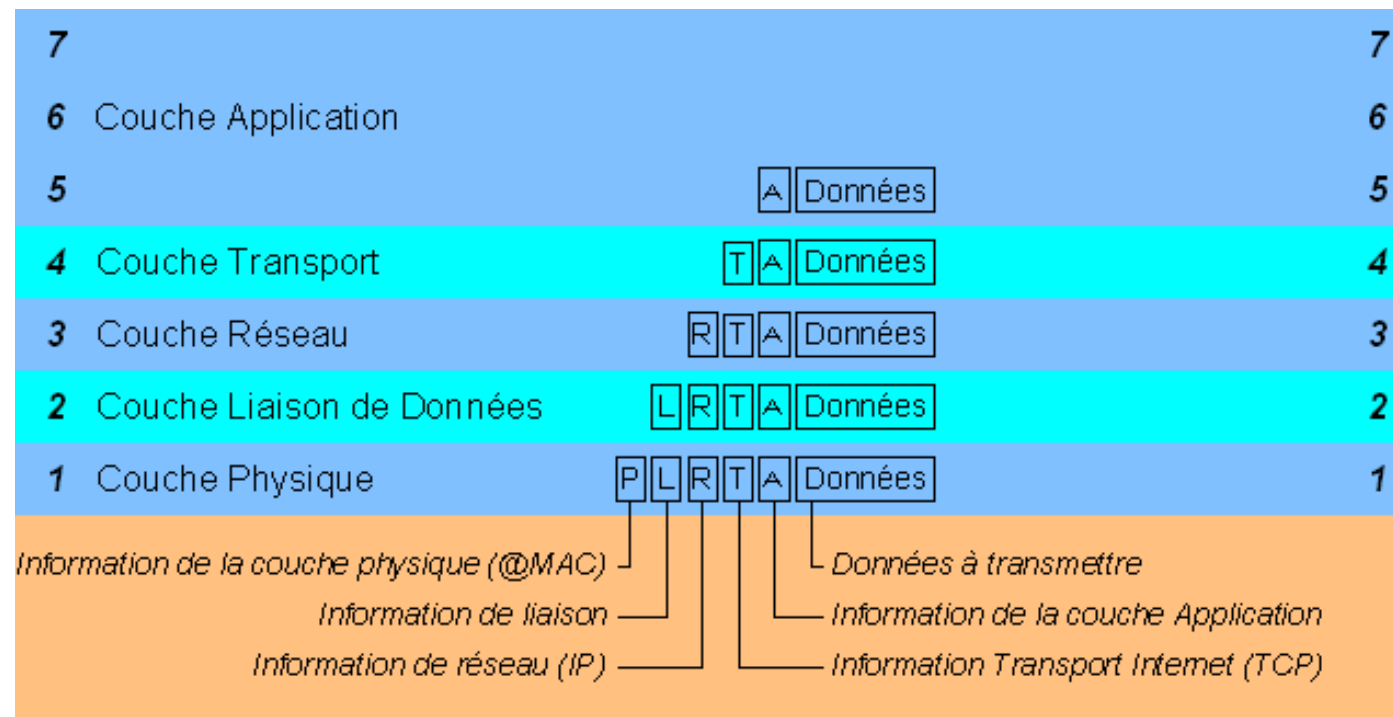 7 7
6 Couche Application 6
5 A Données 5
4 Couche Transport T A Données 4
3 Couche Réseau R T A Données 3
2 Couche Liaison de Données L R T A Données 2
1 Couche Physique P L R T A Données 1
Information de la couche physique (@MAC) Données à transmettre
Information de liaison Information de la couche Application
Information de réseau (IP) Information Transport Internet (TCP)